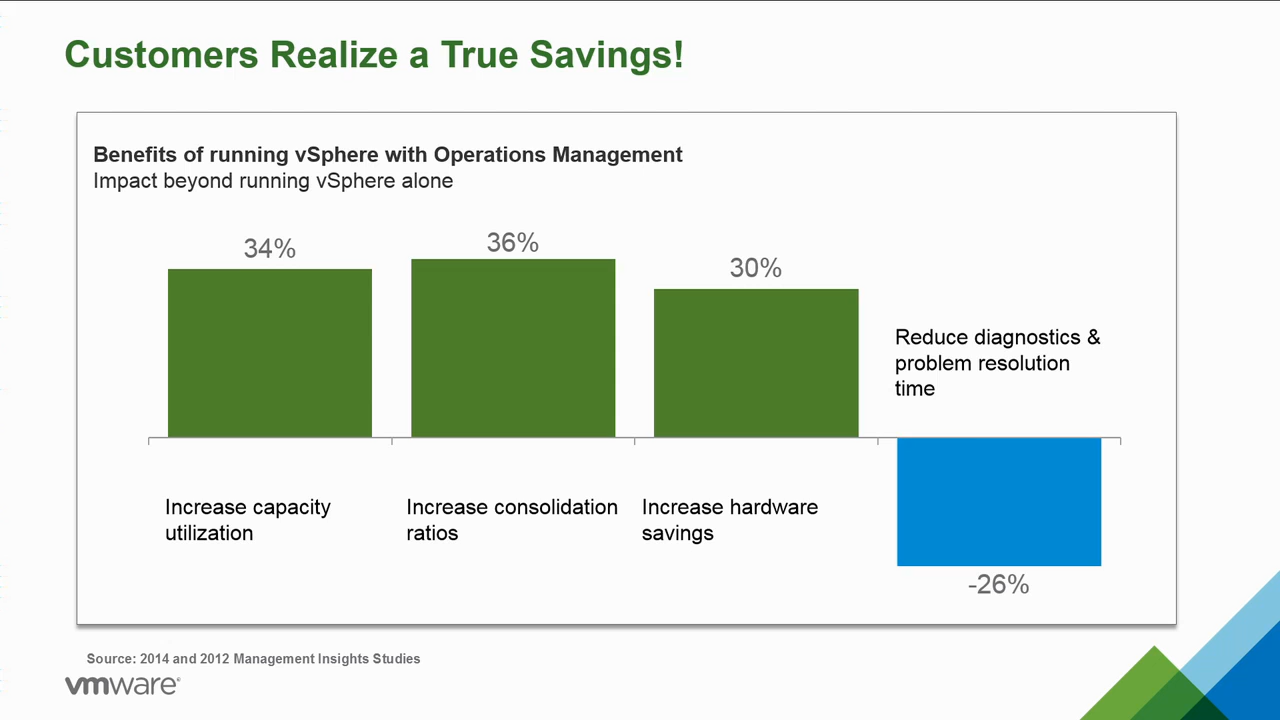 Customers Realize a True Savings!
Benefits of running vSphere with Operations Management
Impact beyond running vSphere alone
34%
36%
30%
Reduce diagnostics &
problem resolution
time
Increase capacity
utilization
Increase consolidation
ratios
Increase hardware
savings
-26%
Source: 2014 and 2012 Management Insights Studies
vmware®